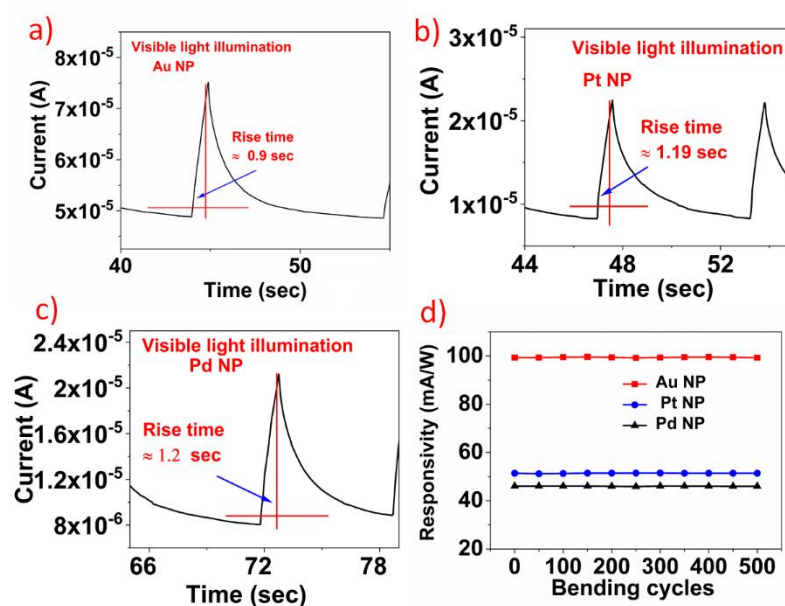 a)
Visible light illumination
Au NP
Rise time
≈ 0.9 sec
8x10⁻⁵
7x10⁻⁵
6x10⁻⁵
5x10⁻⁵
Current (A)
40 50
Time (sec)
b)
Visible light illumination
Pt NP
Rise time
≈ 1.19 sec
3x10⁻⁵
2x10⁻⁵
1x10⁻⁵
Current (A)
44 48 52
Time (sec)
c)
Visible light illumination
Pd NP
Rise time
≈ 1.2 sec
2.4x10⁻⁵
2x10⁻⁵
1.6x10⁻⁵
1.2x10⁻⁵
8x10⁻⁶
Current (A)
66 72 78
Time (sec)
d)
Au NP
Pt NP
Pd NP
100
80
60
40
20
Responsivity (mA/W)
0 100 200 300 400 500
Bending cycles